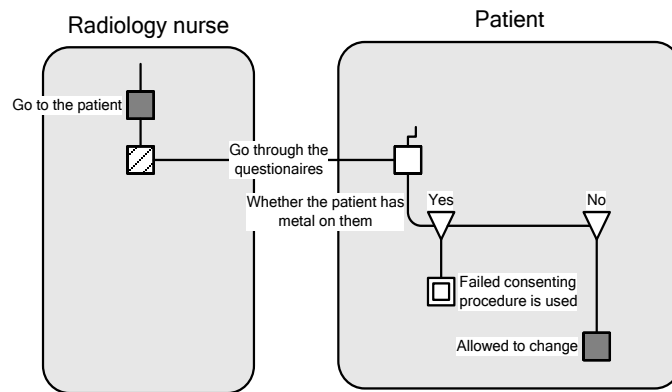 Radiology nurse
Patient
Go to the patient
Go through the
questionaires
Whether the patient has
metal on them
Yes
No
Failed consenting
procedure is used
Allowed to change